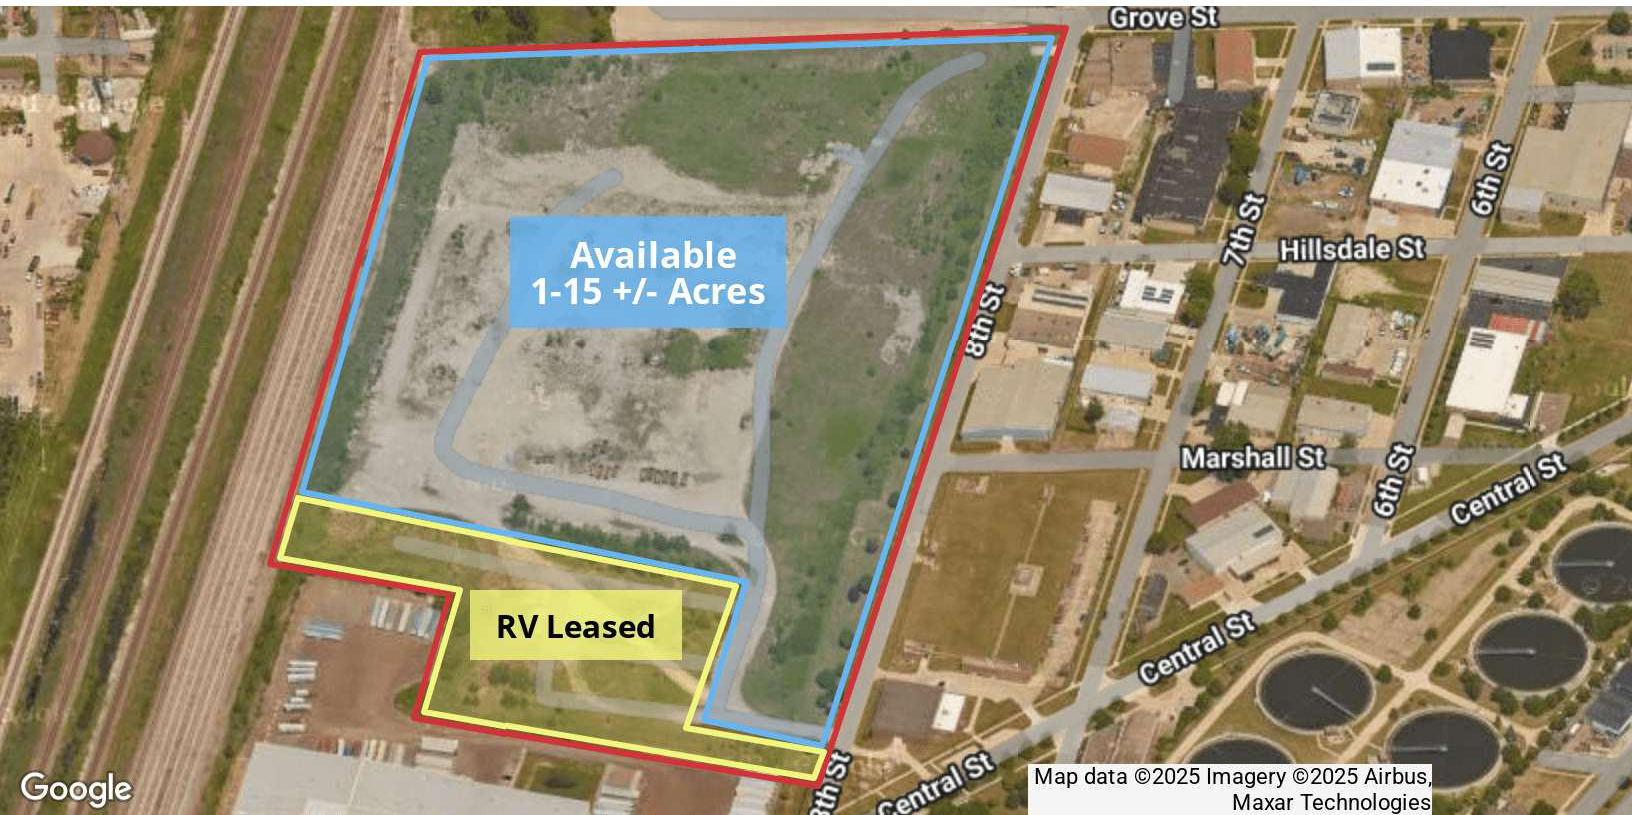 Grove St
6th St
7th St
Hillsdale St
Available
1-15 +/- Acres
8th St
Marshall St
6th St
Central St
RV Leased
Central St
8th St
Central St
Google
Map data ©2025 Imagery ©2025 Airbus,
Maxar Technologies